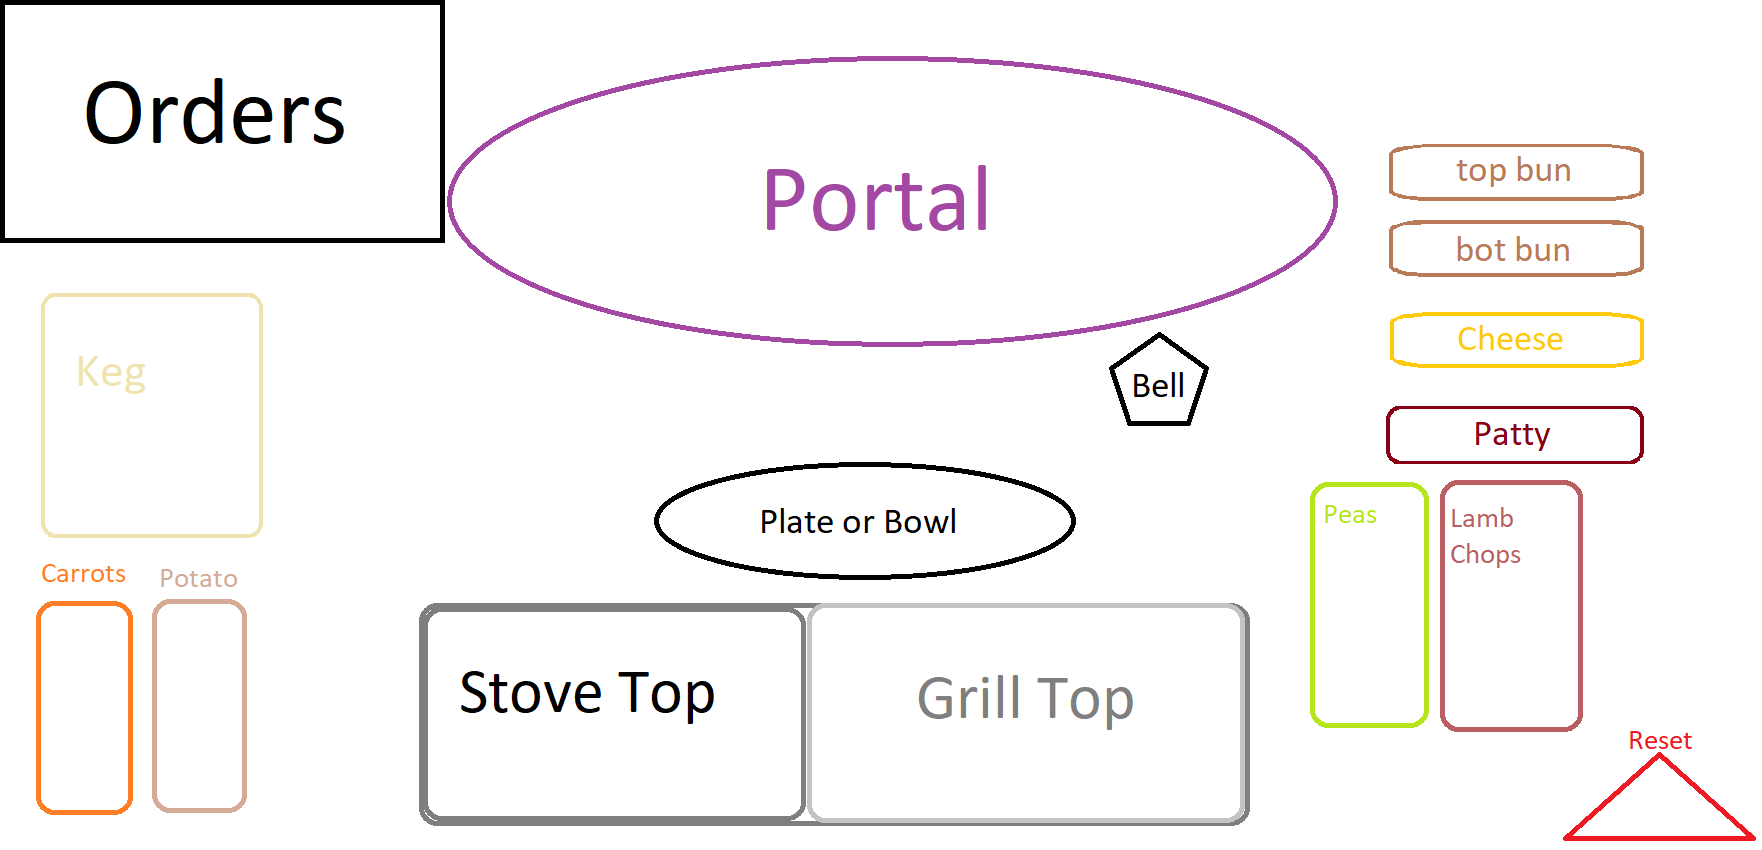 Orders
Portal
top bun
bot bun
Cheese
Keg
Bell
Patty
Plate or Bowl
Peas
Lamb
Chops
Carrots
Potato
Stove Top
Grill Top
Reset